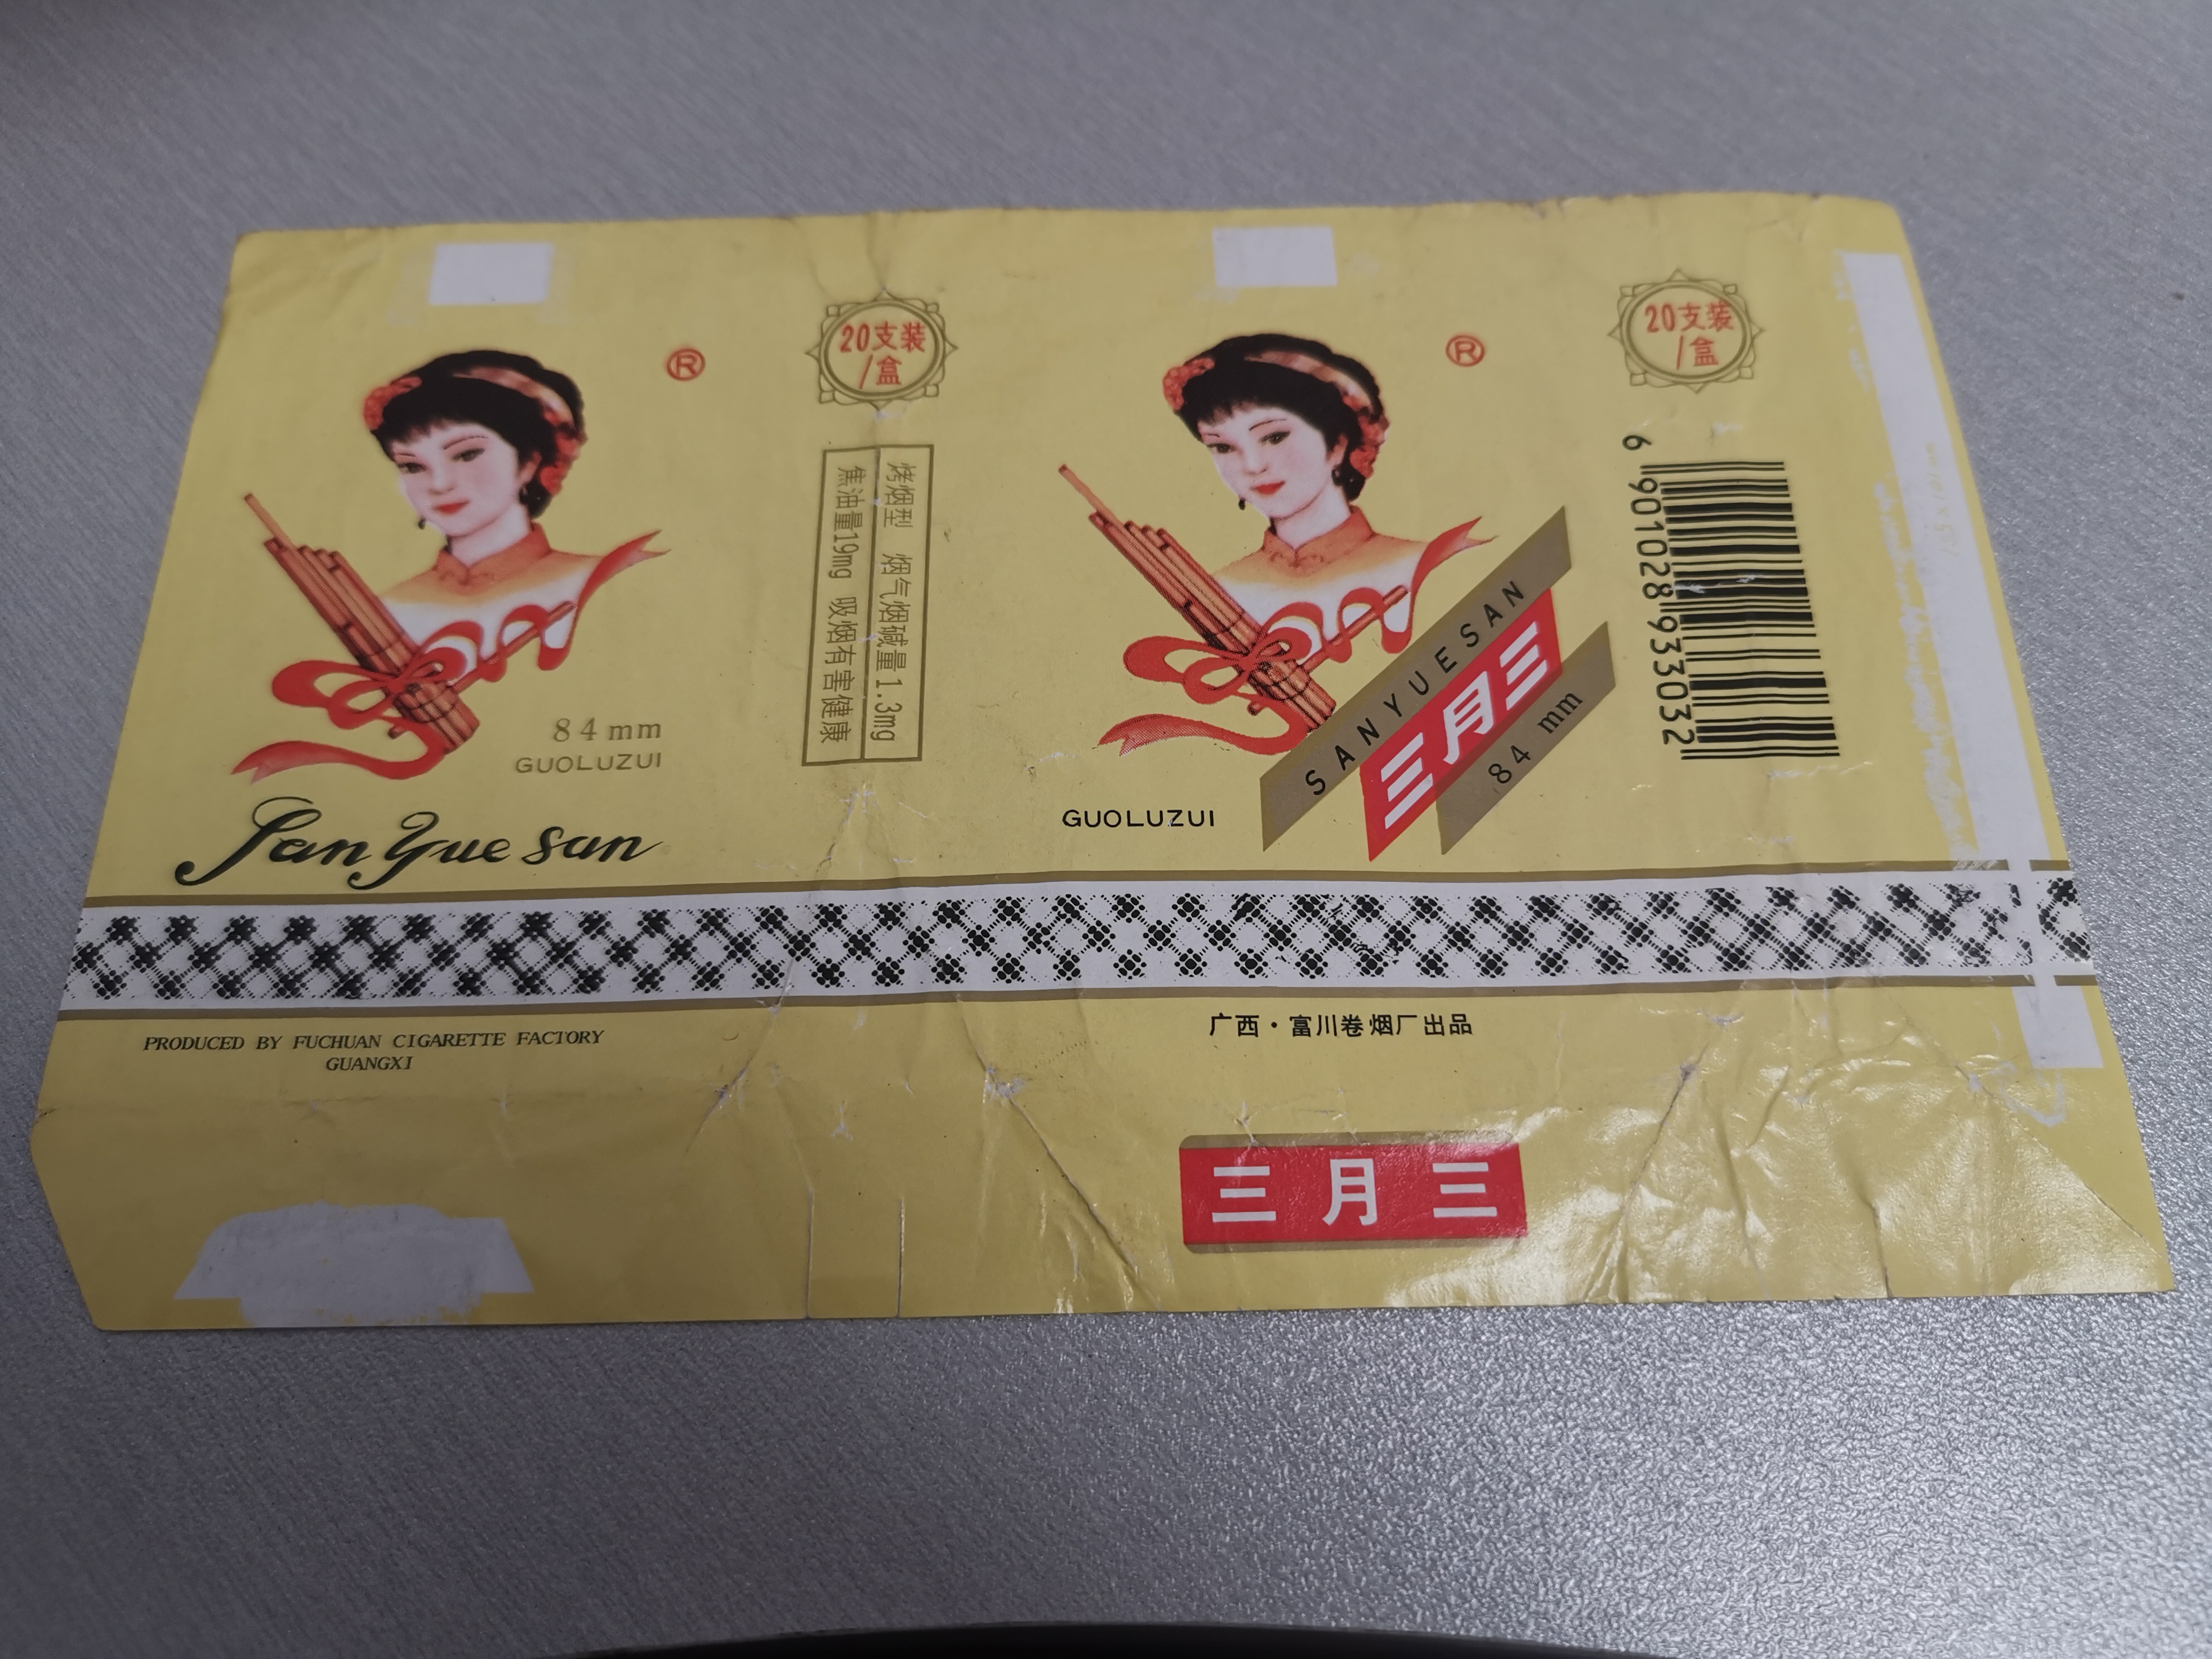 ®
84mm
GUOLUZUI
San Yue san
PRODUCED BY FUCHUAN CIGARETTE FACTORY
GUANGXI
20支装
/盒
烤烟型 烟气烟碱量1.3mg
焦油量19mg 吸烟有害健康
®
SANYUESAN
三月三
84 mm
GUOLUZUI
广西·富川卷烟厂出品
三月三
20支装
/盒
6 901028 933032